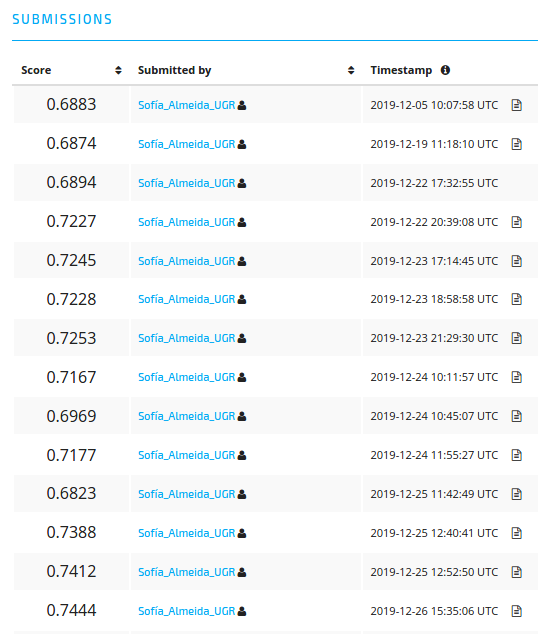 SUBMISSIONS
Score Submitted by Timestamp
0.6883 Sofía_Almeida_UGR 2019-12-05 10:07:58 UTC
0.6874 Sofía_Almeida_UGR 2019-12-19 11:18:10 UTC
0.6894 Sofía_Almeida_UGR 2019-12-22 17:32:55 UTC
0.7227 Sofía_Almeida_UGR 2019-12-22 20:39:08 UTC
0.7245 Sofía_Almeida_UGR 2019-12-23 17:14:45 UTC
0.7228 Sofía_Almeida_UGR 2019-12-23 18:58:58 UTC
0.7253 Sofía_Almeida_UGR 2019-12-23 21:29:30 UTC
0.7167 Sofía_Almeida_UGR 2019-12-24 10:11:57 UTC
0.6969 Sofía_Almeida_UGR 2019-12-24 10:45:07 UTC
0.7177 Sofía_Almeida_UGR 2019-12-24 11:55:27 UTC
0.6823 Sofía_Almeida_UGR 2019-12-25 11:42:49 UTC
0.7388 Sofía_Almeida_UGR 2019-12-25 12:40:41 UTC
0.7412 Sofía_Almeida_UGR 2019-12-25 12:52:50 UTC
0.7444 Sofía_Almeida_UGR 2019-12-26 15:35:06 UTC